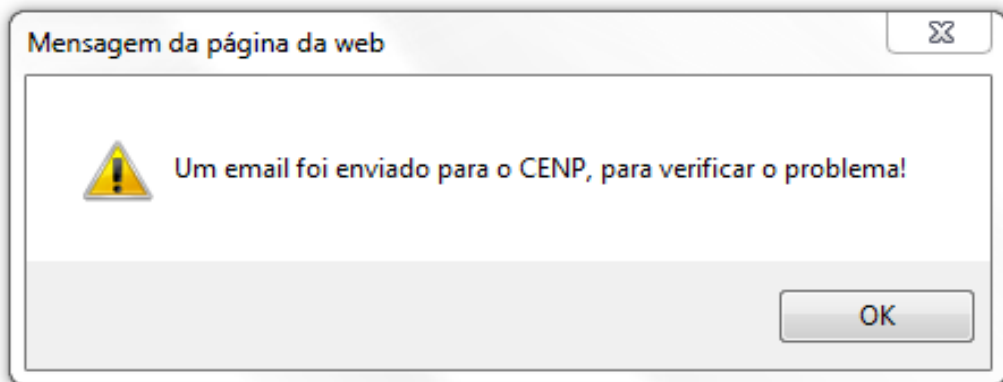 Mensagem da página da web
Um email foi enviado para o CENP, para verificar o problema!
OK